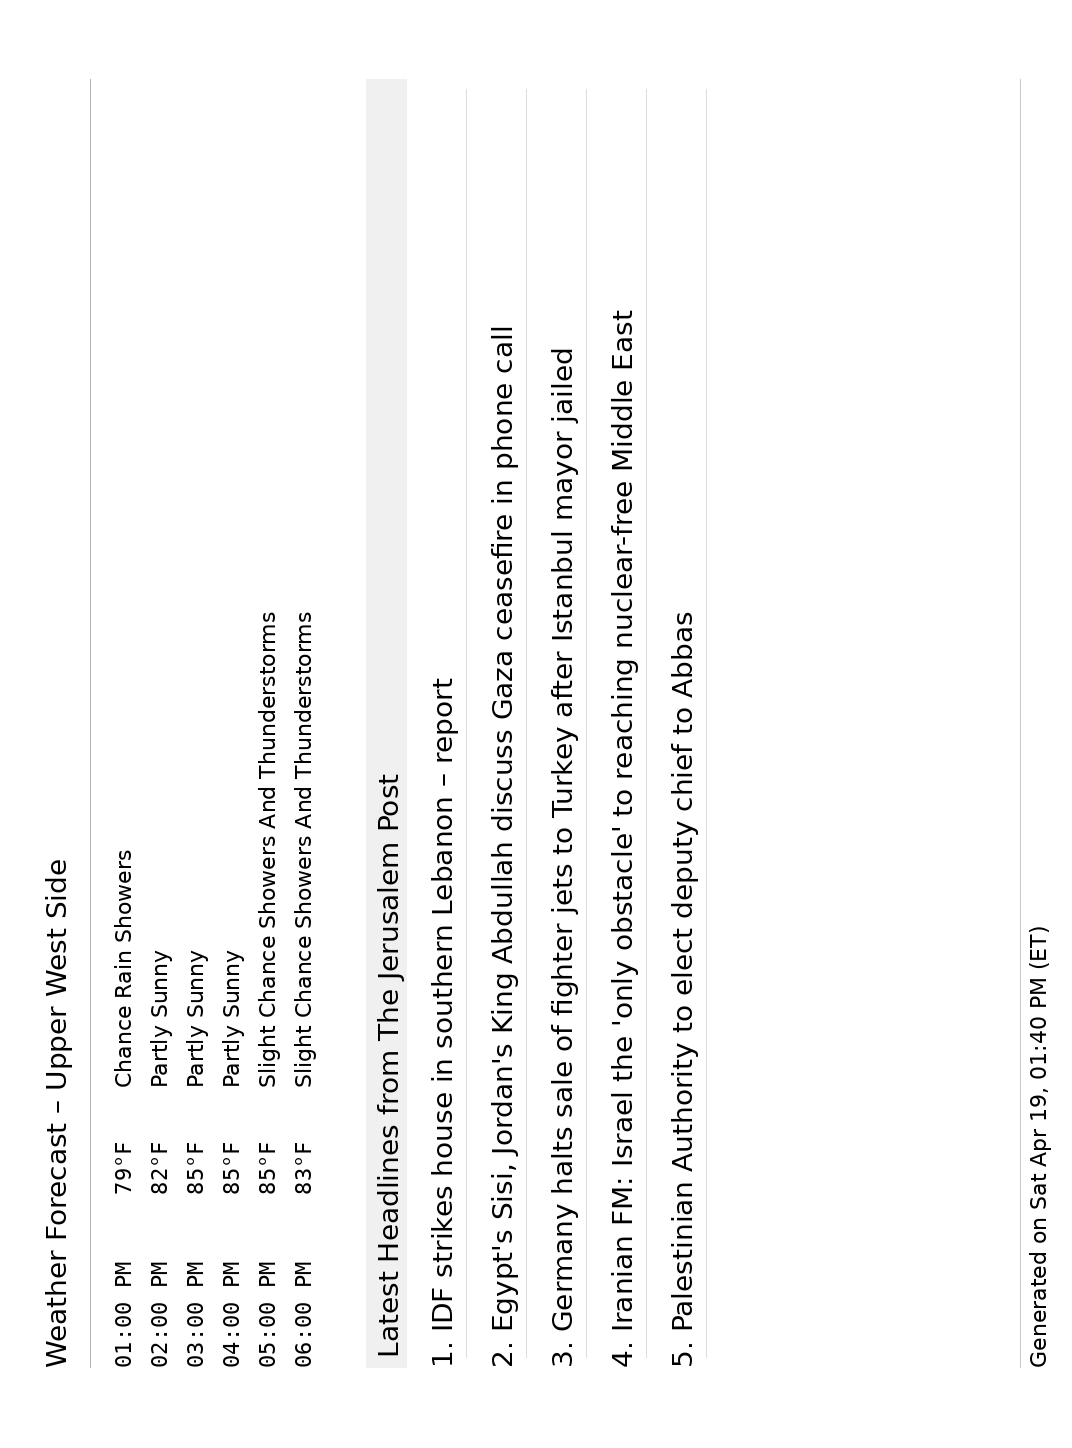 Weather Forecast – Upper West Side
01:00 PM 79°F Chance Rain Showers
02:00 PM 82°F Partly Sunny
03:00 PM 85°F Partly Sunny
04:00 PM 85°F Partly Sunny
05:00 PM 85°F Slight Chance Showers And Thunderstorms
06:00 PM 83°F Slight Chance Showers And Thunderstorms
Latest Headlines from The Jerusalem Post
1. IDF strikes house in southern Lebanon – report
2. Egypt's Sisi, Jordan's King Abdullah discuss Gaza ceasefire in phone call
3. Germany halts sale of fighter jets to Turkey after Istanbul mayor jailed
4. Iranian FM: Israel the 'only obstacle' to reaching nuclear-free Middle East
5. Palestinian Authority to elect deputy chief to Abbas
Generated on Sat Apr 19, 01:40 PM (ET)